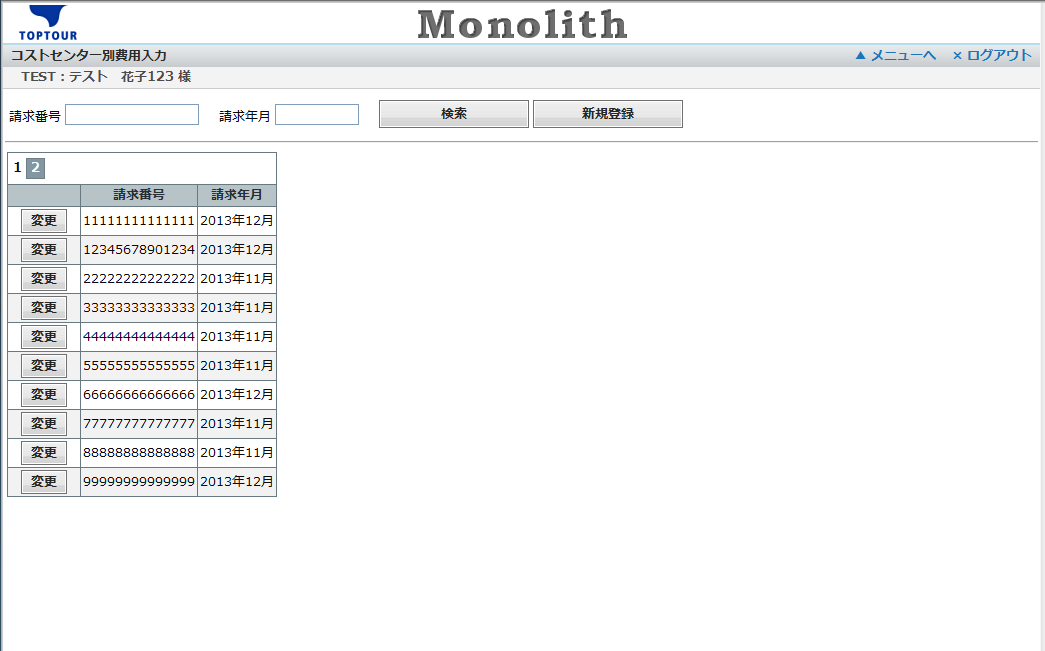 TOPTOUR
Monolith
コストセンター別費用入力 ▲ メニューへ × ログアウト
TEST：テスト　花子123 様
請求番号 請求年月 検索 新規登録
1 2
請求番号 請求年月
変更 11111111111111 2013年12月
変更 12345678901234 2013年12月
変更 22222222222222 2013年11月
変更 33333333333333 2013年11月
変更 44444444444444 2013年11月
変更 55555555555555 2013年11月
変更 66666666666666 2013年12月
変更 77777777777777 2013年11月
変更 88888888888888 2013年11月
変更 99999999999999 2013年12月